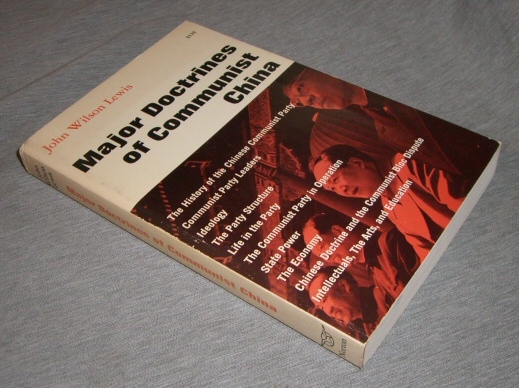 John Wilson Lewis
Major Doctrines
of Communist
China
The History of the Chinese Communist Party
Communist Party Leaders
Ideology
The Party Structure
Life in the Party
The Communist Party in Operation
State Power
The Economy
Chinese Doctrine and the Communist Bloc Dispute
Intellectuals, The Arts, and Education
Major Doctrines of Communist China
Norton